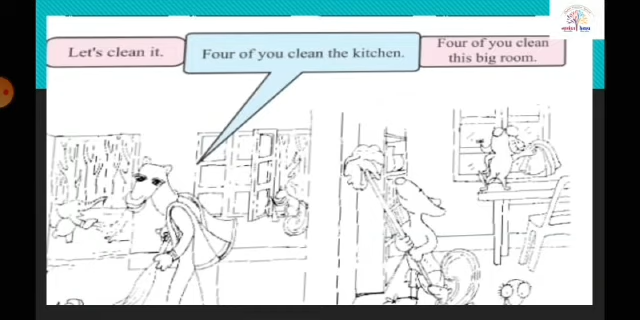 Let's clean it.
Four of you clean the kitchen.
Four of you clean
this big room.